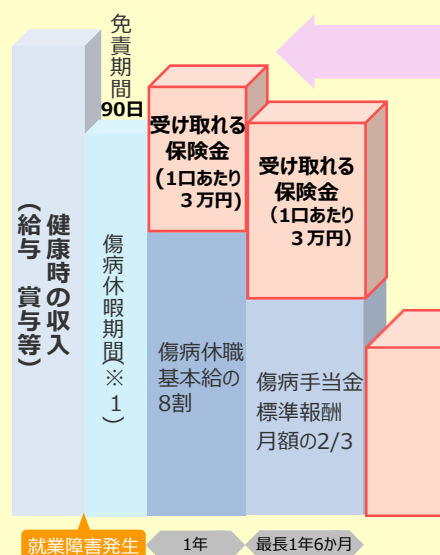 健康時の収入
(給与　賞与等)
免責期間
90日
傷病休暇期間(※1)
受け取れる
保険金
(1口あたり
3万円)
傷病休職
基本給の
8割
受け取れる
保険金
(1口あたり
3万円)
傷病手当金
標準報酬
月額の2/3
就業障害発生
1年
最長1年6か月